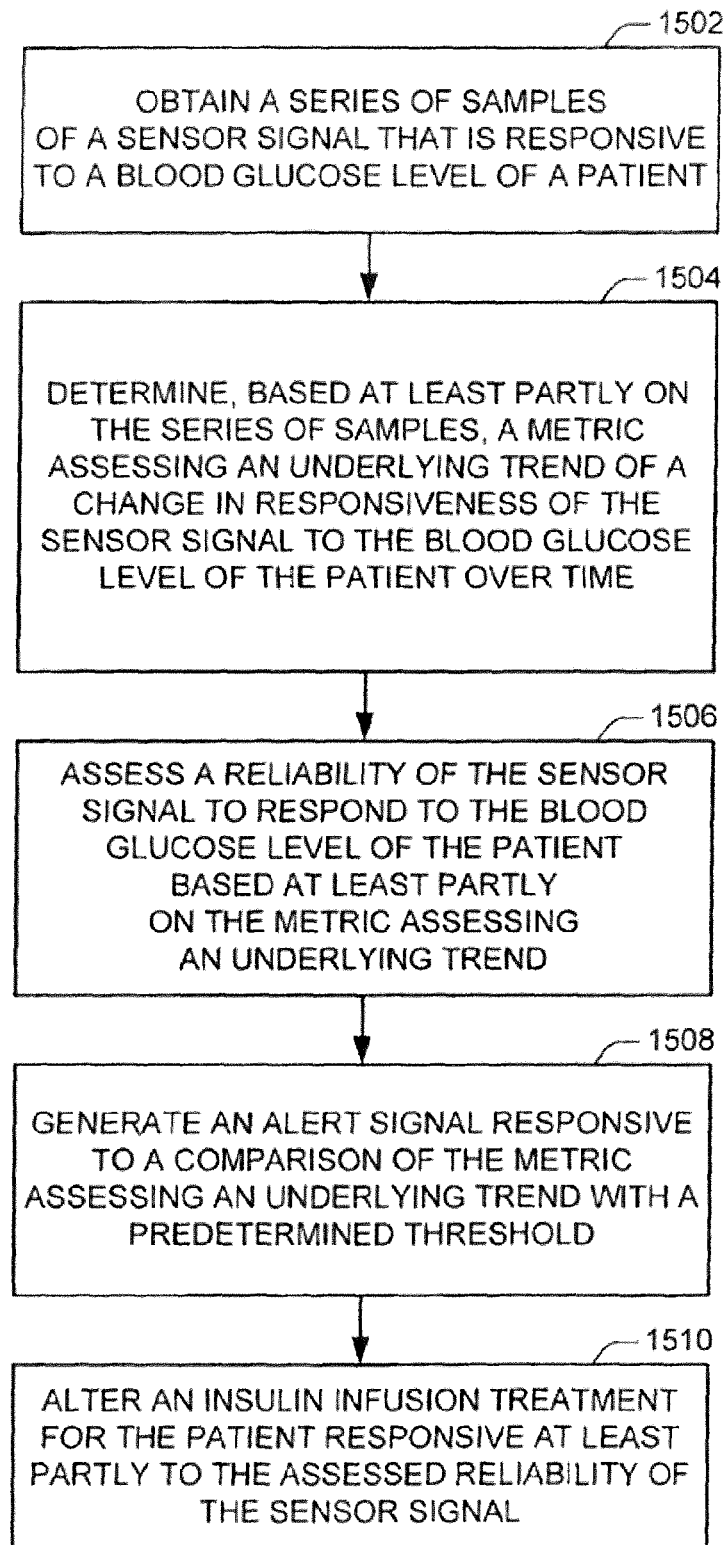 1502
OBTAIN A SERIES OF SAMPLES
OF A SENSOR SIGNAL THAT IS RESPONSIVE
TO A BLOOD GLUCOSE LEVEL OF A PATIENT
1504
DETERMINE, BASED AT LEAST PARTLY ON
THE SERIES OF SAMPLES, A METRIC
ASSESSING AN UNDERLYING TREND OF A
CHANGE IN RESPONSIVENESS OF THE
SENSOR SIGNAL TO THE BLOOD GLUCOSE
LEVEL OF THE PATIENT OVER TIME
1506
ASSESS A RELIABILITY OF THE SENSOR
SIGNAL TO RESPOND TO THE BLOOD
GLUCOSE LEVEL OF THE PATIENT
BASED AT LEAST PARTLY
ON THE METRIC ASSESSING
AN UNDERLYING TREND
1508
GENERATE AN ALERT SIGNAL RESPONSIVE
TO A COMPARISON OF THE METRIC
ASSESSING AN UNDERLYING TREND WITH A
PREDETERMINED THRESHOLD
1510
ALTER AN INSULIN INFUSION TREATMENT
FOR THE PATIENT RESPONSIVE AT LEAST
PARTLY TO THE ASSESSED RELIABILITY OF
THE SENSOR SIGNAL